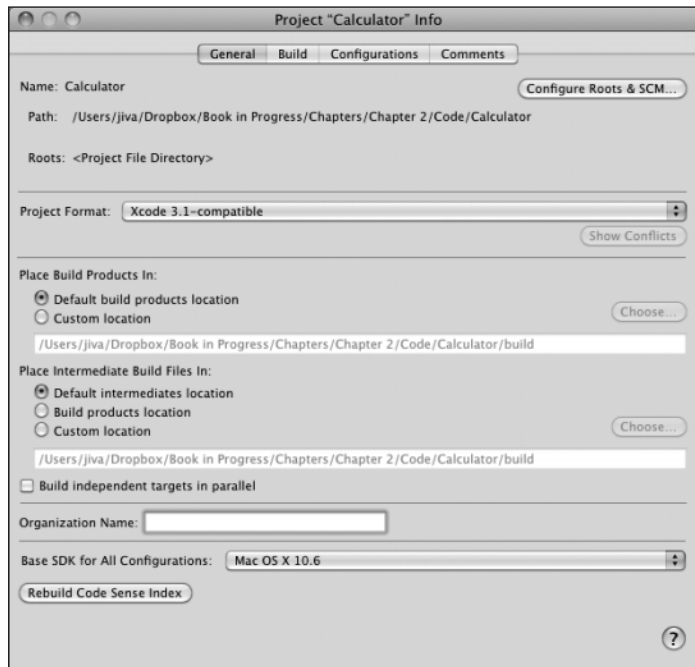 Project “Calculator” Info
General Build Configurations Comments
Name: Calculator
Configure Roots & SCM...
Path: /Users/jiva/Dropbox/Book in Progress/Chapters/Chapter 2/Code/Calculator
Roots: <Project File Directory>
Project Format: Xcode 3.1-compatible
Show Conflicts
Place Build Products In:
Default build products location
Custom location
Choose...
/Users/jiva/Dropbox/Book in Progress/Chapters/Chapter 2/Code/Calculator/build
Place Intermediate Build Files In:
Default intermediates location
Build products location
Custom location
Choose...
/Users/jiva/Dropbox/Book in Progress/Chapters/Chapter 2/Code/Calculator/build
Build independent targets in parallel
Organization Name:
Base SDK for All Configurations: Mac OS X 10.6
Rebuild Code Sense Index
?